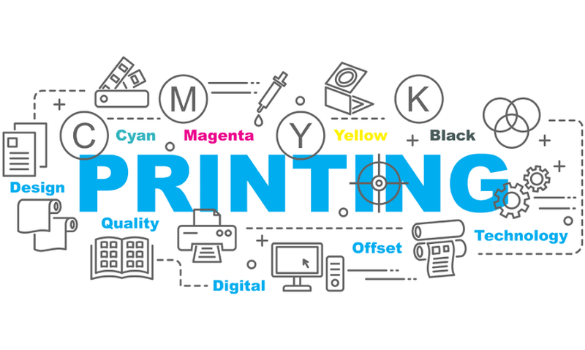 M
K
C
Cyan
Magenta
Y
Yellow
Black
PRINTING
Design
Quality
Offset
Technology
Digital